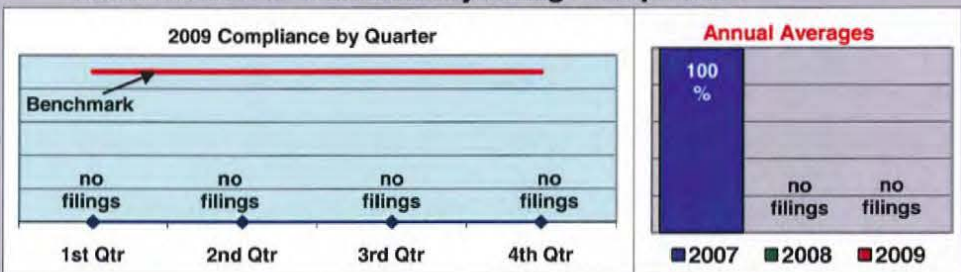 2009 Compliance by Quarter
Benchmark
no filings
no filings
no filings
no filings
1st Qtr 2nd Qtr 3rd Qtr 4th Qtr
Annual Averages
100 %
no filings
no filings
2007 2008 2009